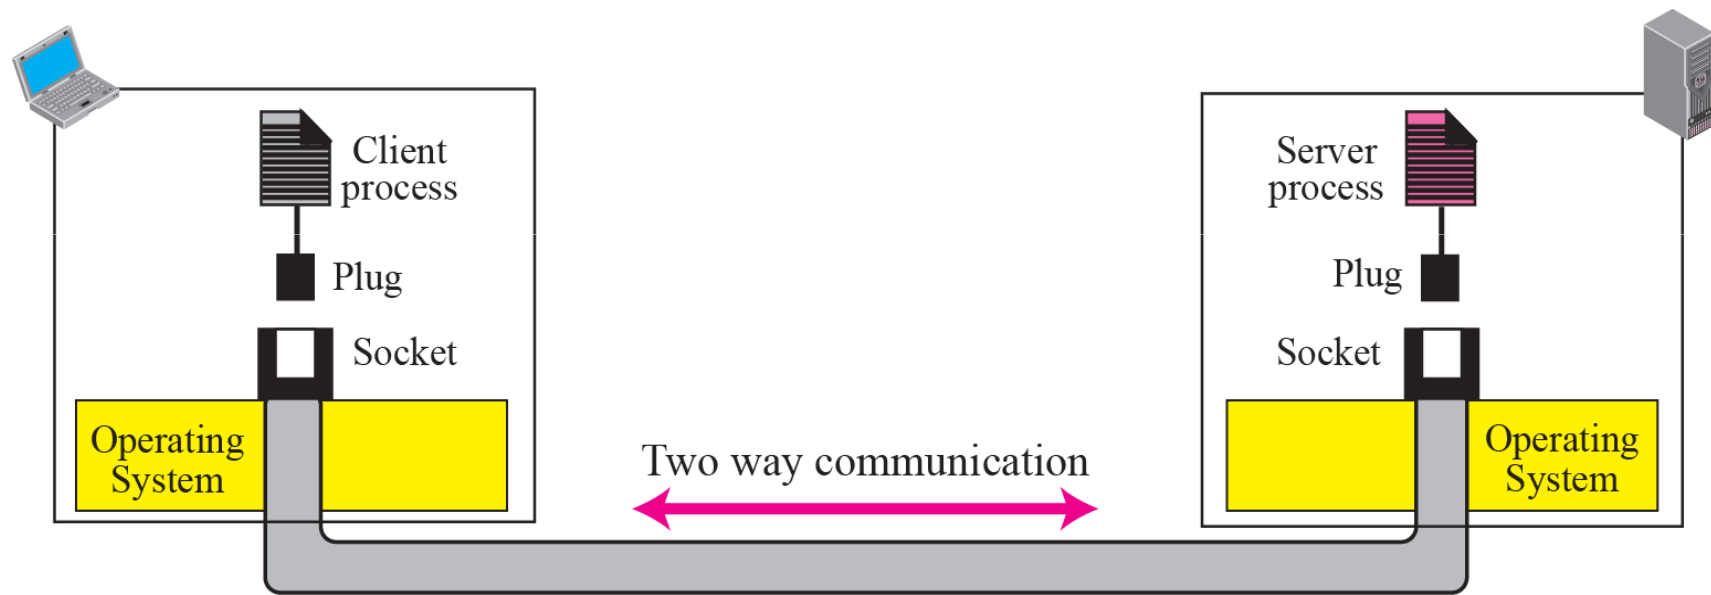 Client
process
Plug
Socket
Operating
System
Two way communication
Server
process
Plug
Socket
Operating
System